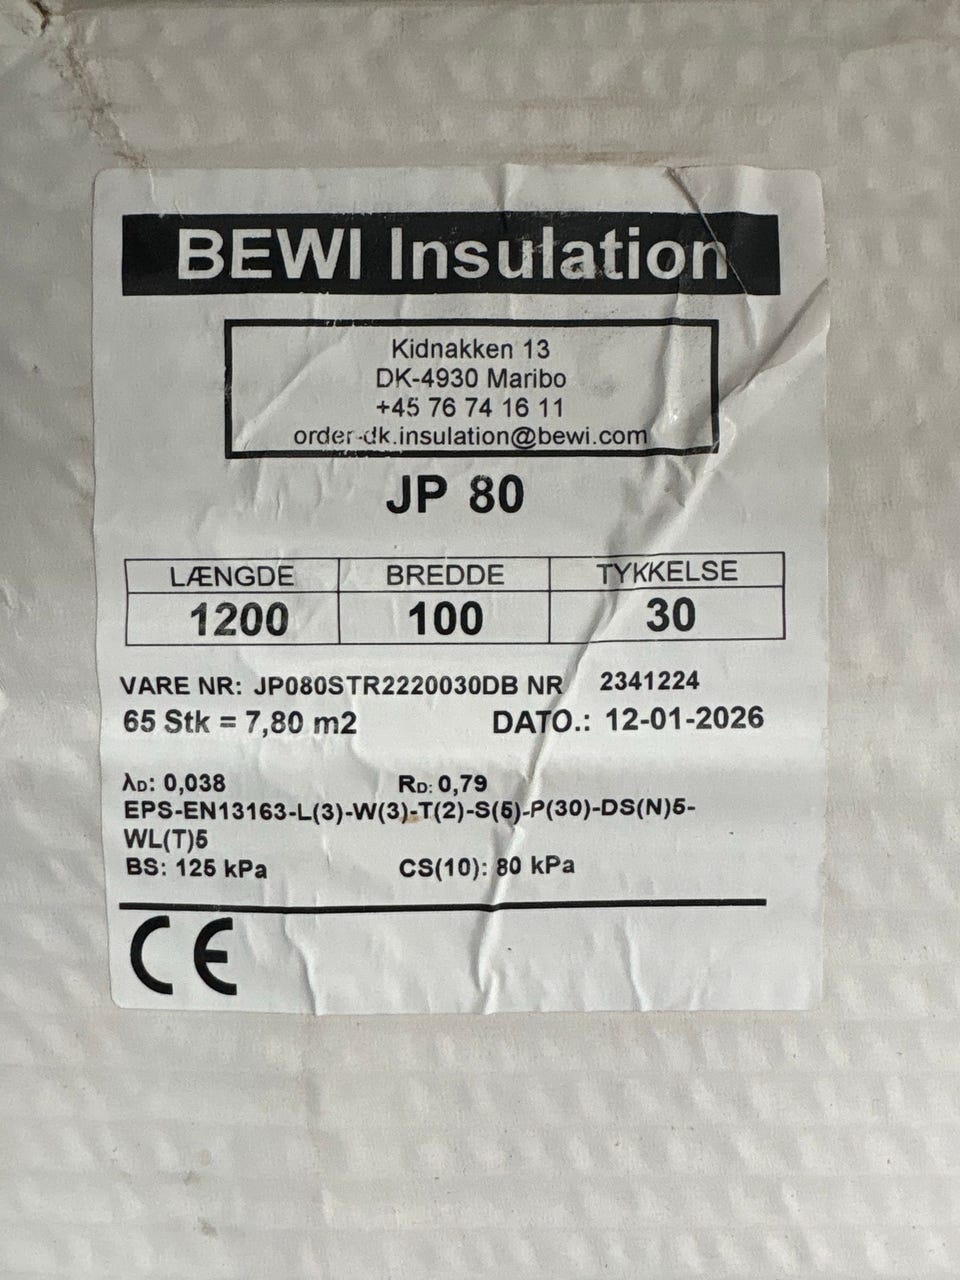 BEWI Insulation
Kidnakken 13
DK-4930 Maribo
+45 76 74 16 11
order-dk.insulation@bewi.com
JP 80
LÆNGDE BREDDE TYKKELSE
1200 100 30
VARE NR: JP080STR2220030DB NR 2341224
65 Stk = 7,80 m2 DATO.: 12-01-2026
λD: 0,038 RD: 0,79
EPS-EN13163-L(3)-W(3)-T(2)-S(5)-P(30)-DS(N)5-
WL(T)5
BS: 125 kPa CS(10): 80 kPa
CE